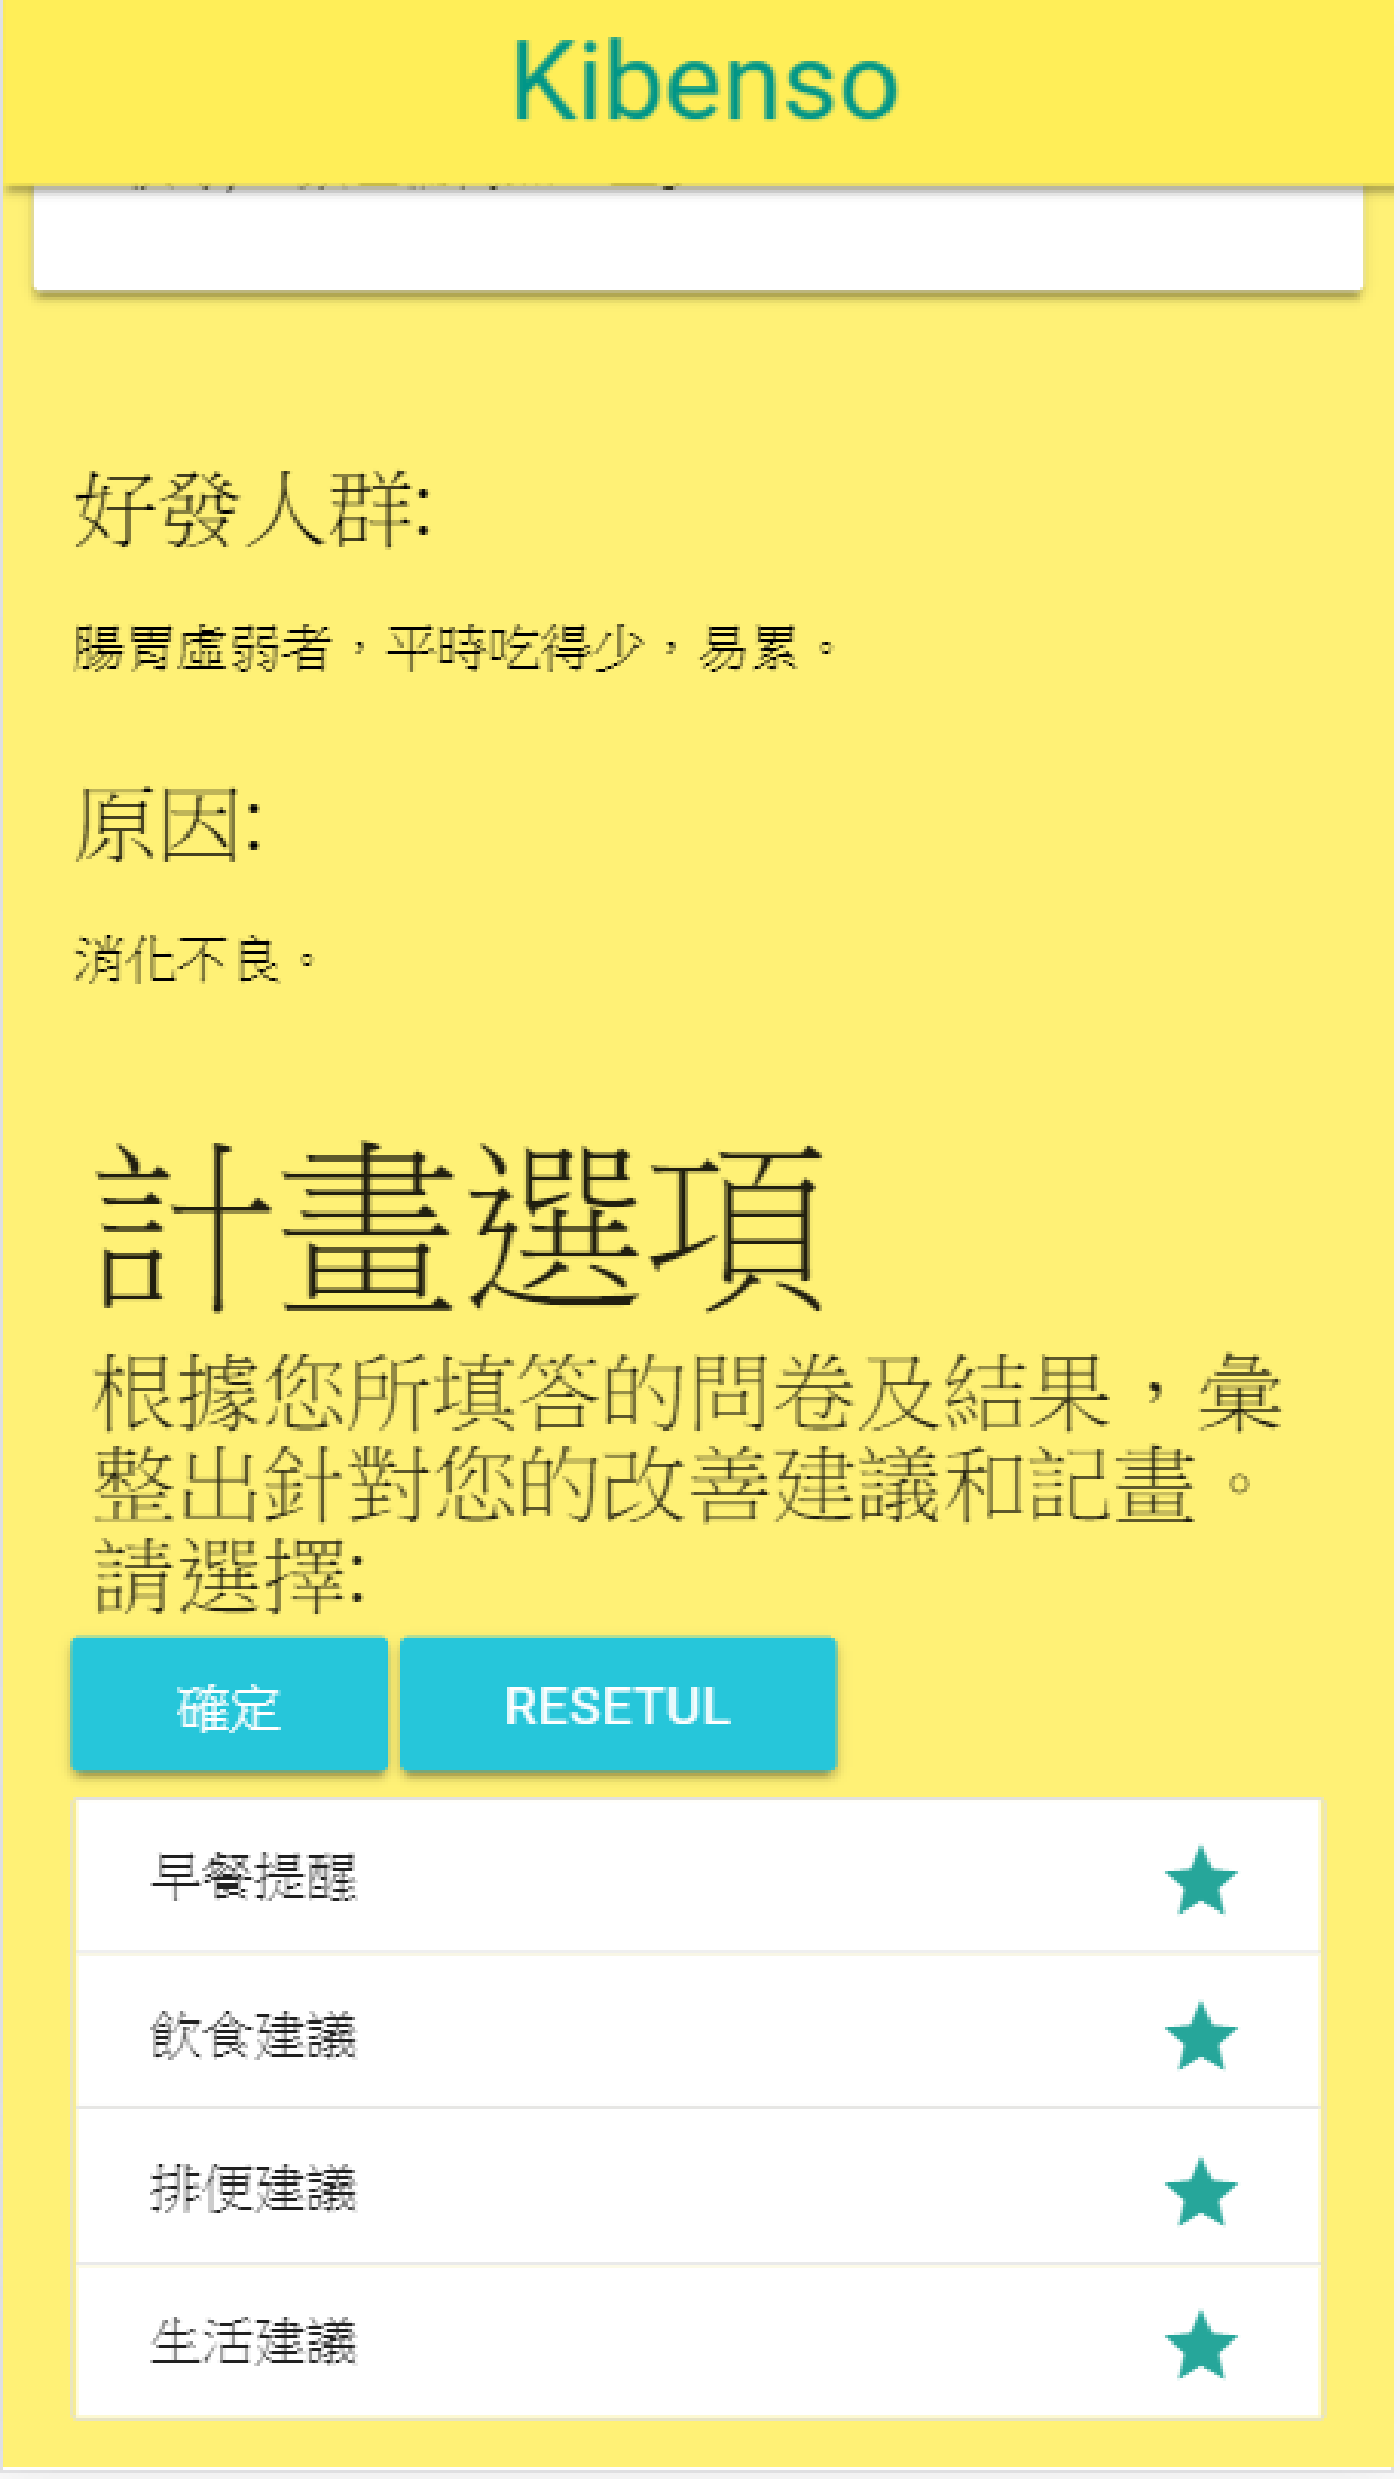 Kibenso
好發人群:
腸胃虛弱者，平時吃得少，易累。
原因:
消化不良。
計畫選項
根據您所填答的問卷及結果，彙
整出針對您的改善建議和記畫。
請選擇:
確定
RESETUL
早餐提醒
飲食建議
排便建議
生活建議